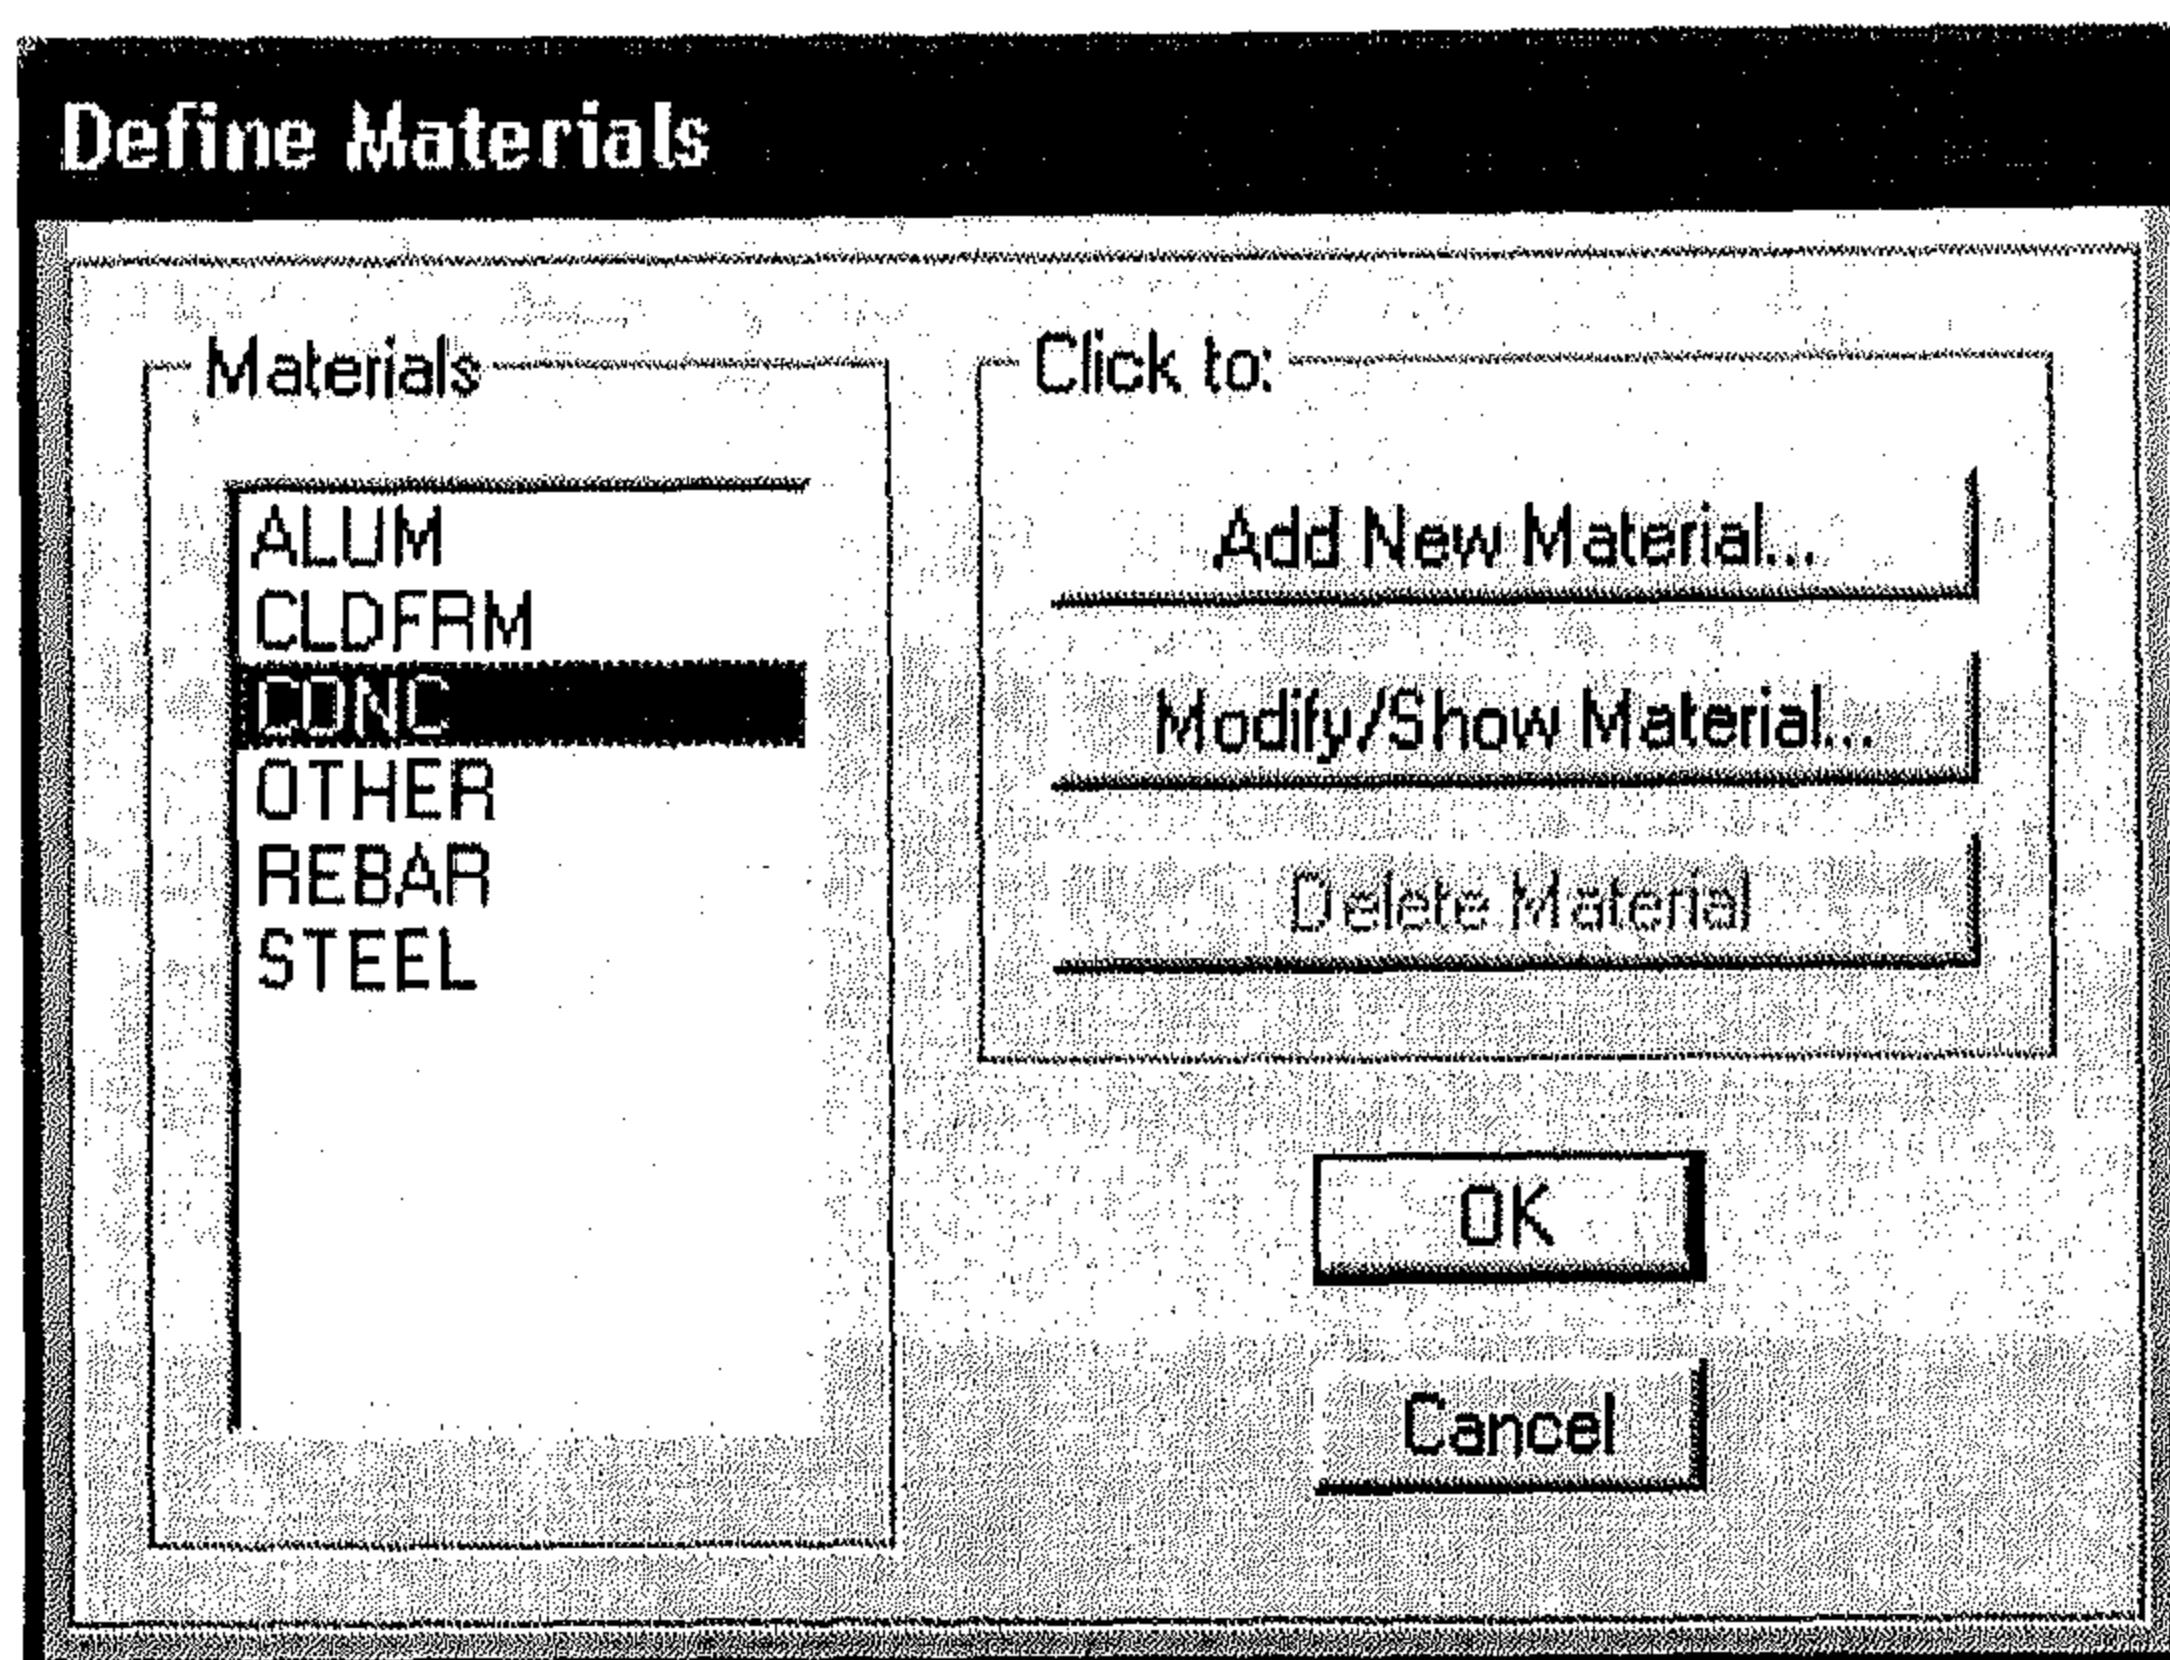 Define Materials
Materials
ALUM
CLDFRM
CONC
OTHER
REBAR
STEEL
Click to:
Add New Material...
Modify/Show Material...
Delete Material
OK
Cancel